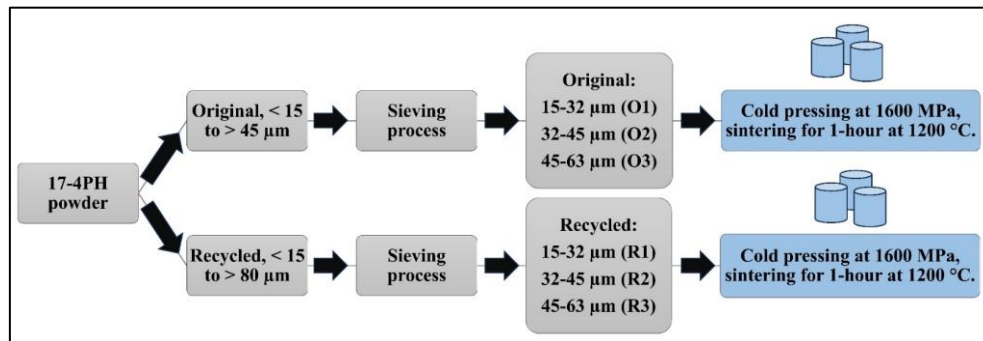 17-4PH
powder
Original, < 15
to > 45 µm
Sieving
process
Original:
15-32 µm (O1)
32-45 µm (O2)
45-63 µm (O3)
Cold pressing at 1600 MPa,
sintering for 1-hour at 1200 °C.
Recycled, < 15
to > 80 µm
Sieving
process
Recycled:
15-32 µm (R1)
32-45 µm (R2)
45-63 µm (R3)
Cold pressing at 1600 MPa,
sintering for 1-hour at 1200 °C.